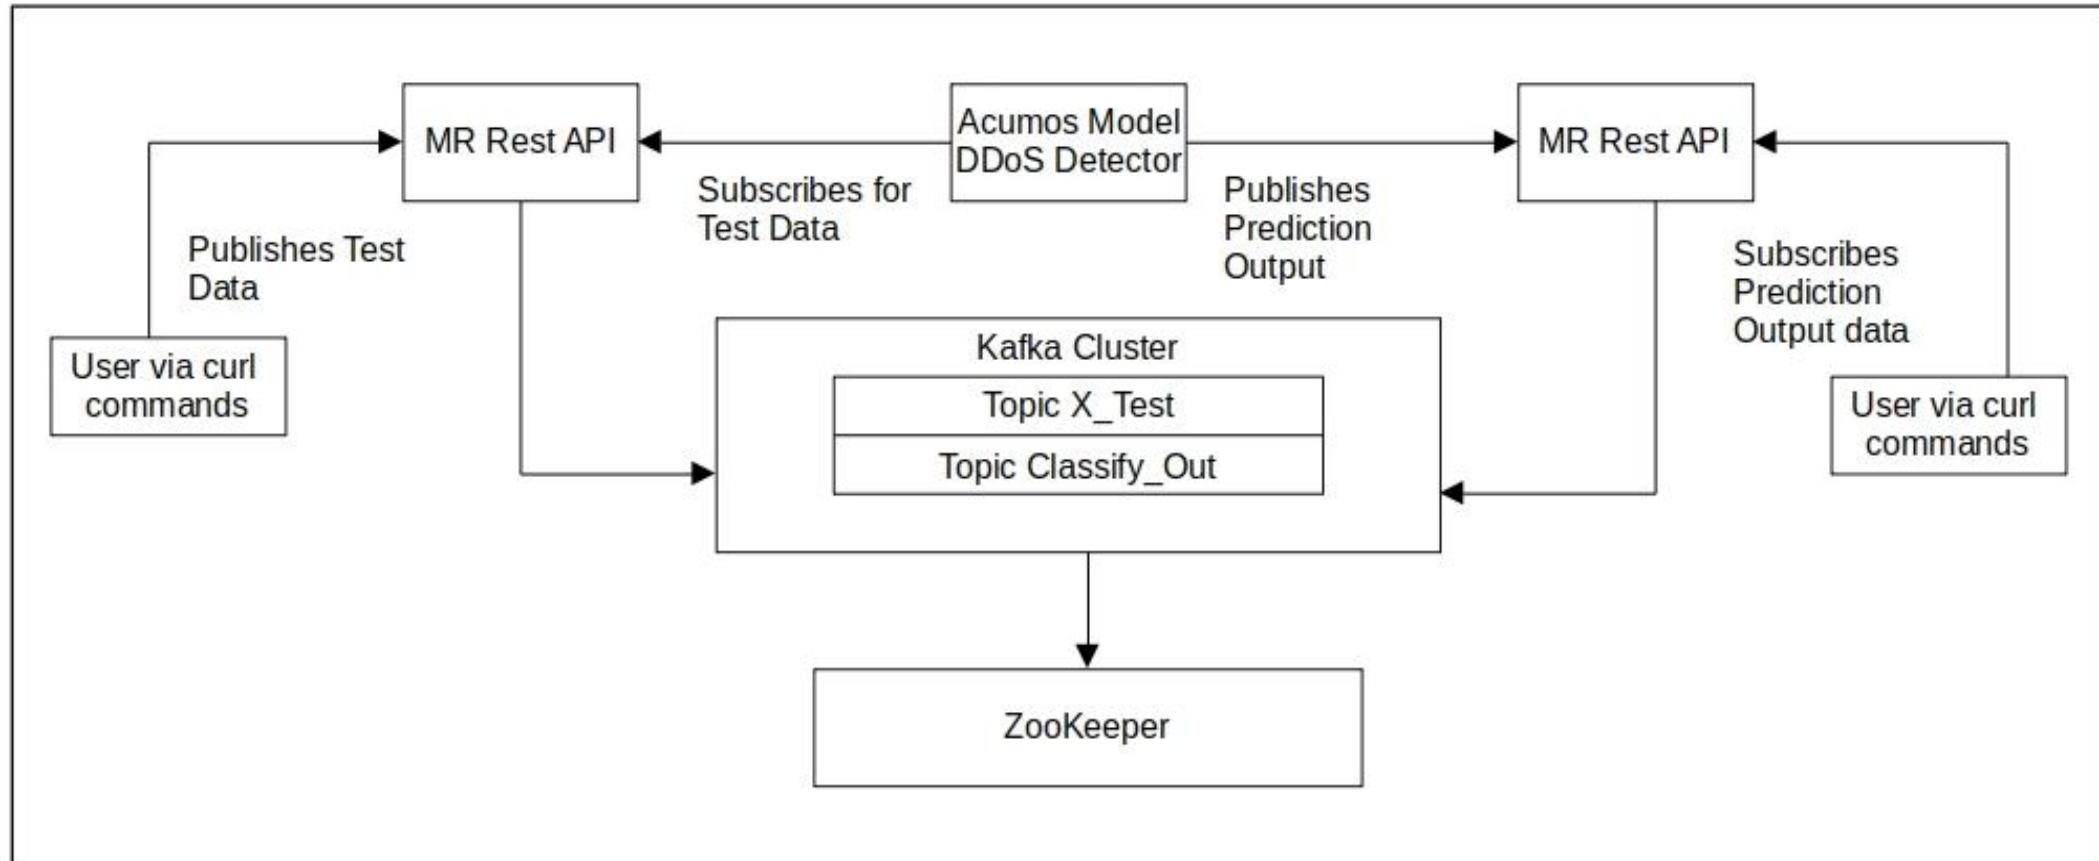 MR Rest API
Acumos Model
DDoS Detector
MR Rest API
Subscribes for
Test Data
Publishes
Prediction
Output
Publishes Test
Data
Subscribes
Prediction
Output data
User via curl
commands
Kafka Cluster
Topic X_Test
Topic Classify_Out
User via curl
commands
ZooKeeper